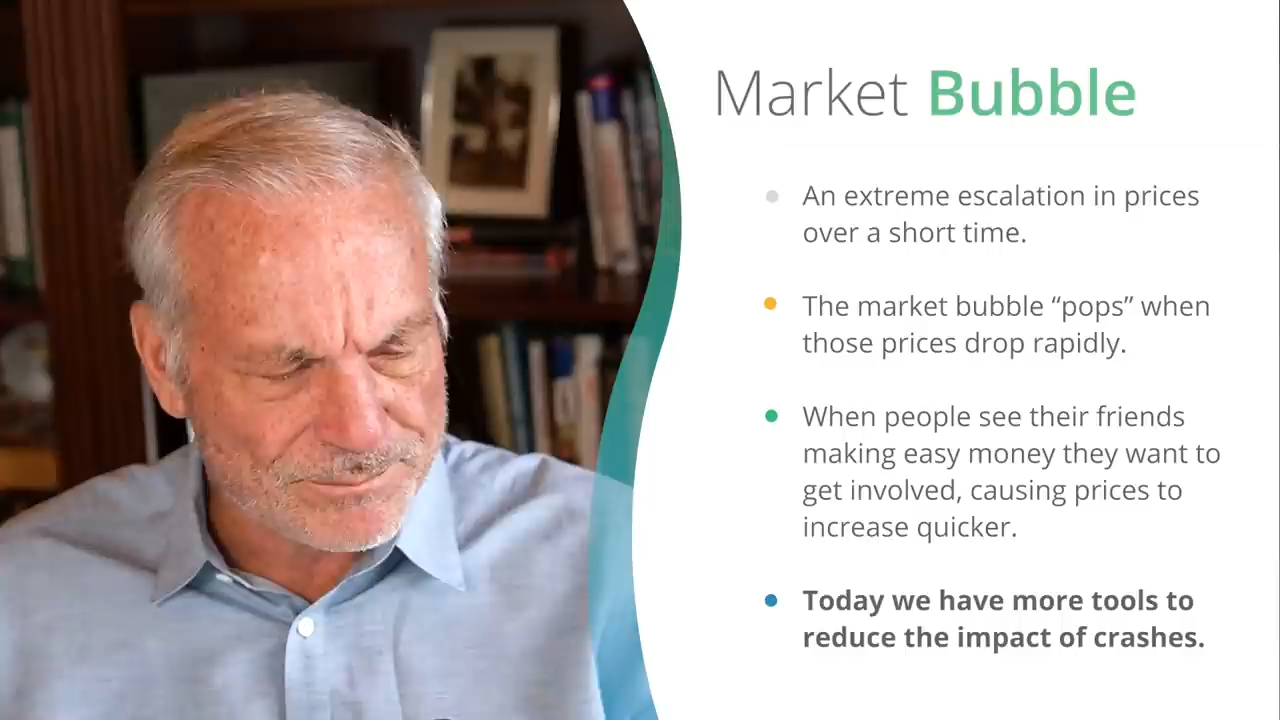 Market Bubble
An extreme escalation in prices
over a short time.
The market bubble “pops” when
those prices drop rapidly.
When people see their friends
making easy money they want to
get involved, causing prices to
increase quicker.
Today we have more tools to
reduce the impact of crashes.